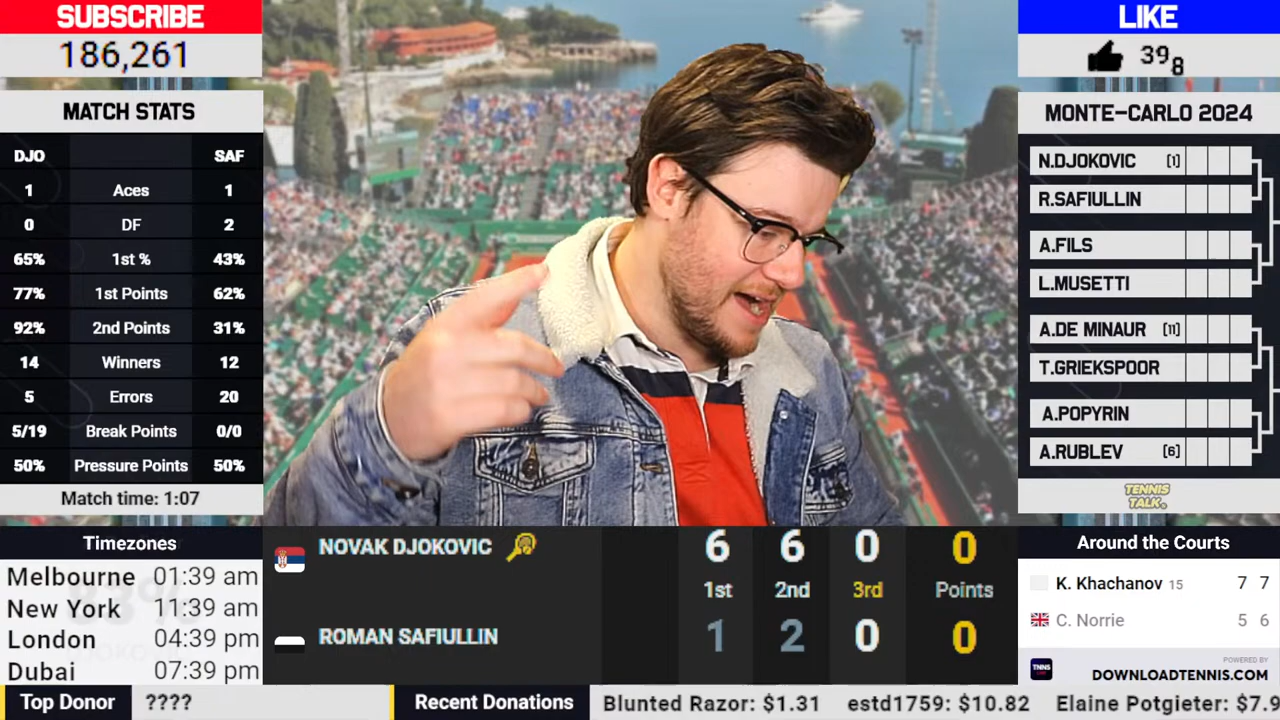 SUBSCRIBE
186,261
MATCH STATS
DJO SAF
1 Aces 1
0 DF 2
65% 1st % 43%
77% 1st Points 62%
92% 2nd Points 31%
14 Winners 12
5 Errors 20
5/19 Break Points 0/0
50% Pressure Points 50%
Match time: 1:07
Timezones
Melbourne 01:39 am
New York 11:39 am
London 04:39 pm
Dubai 07:39 pm
NOVAK DJOKOVIC 6 6 0 0
1st 2nd 3rd Points
ROMAN SAFIULLIN 1 2 0 0
LIKE
398
MONTE-CARLO 2024
N.DJOKOVIC [1]
R.SAFIULLIN
A.FILS
L.MUSETTI
A.DE MINAUR [11]
T.GRIEKSPOOR
A.POPYRIN
A.RUBLEV [6]
TENNIS
TALK.
Around the Courts
K. Khachanov 15 7 7
C. Norrie 5 6
POWERED BY
TNNS
DOWNLOADTENNIS.COM
Top Donor ???? Recent Donations Blunted Razor: $1.31 estd1759: $10.82 Elaine Potgieter: $7.9